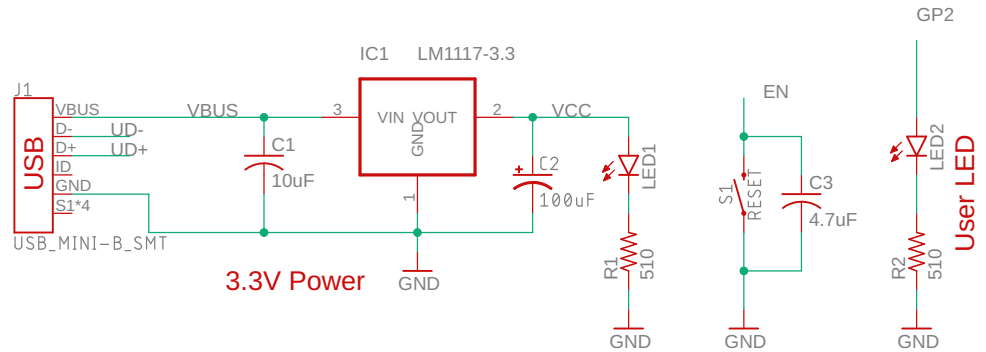 GP2
IC1 LM1117-3.3
J1
VBUS
VBUS
3
VIN VOUT
2
VCC
EN
D-
UD-
D+
UD+
ID
GND
S1*4
USB
USB_MINI-B_SMT
C1
10uF
GND
1
+
C2
100uF
LED1
R1
510
GND
3.3V Power
GND
S1
RESET
C3
4.7uF
GND
LED2
User LED
R2
510
GND